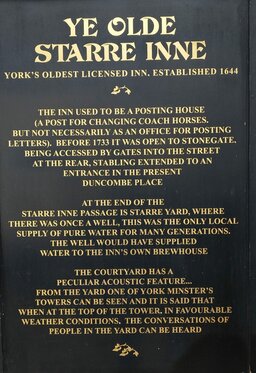 YE OLDE
STARRE INNE
YORK'S OLDEST LICENSED INN. ESTABLISHED 1644
THE INN USED TO BE A POSTING HOUSE
(A POST FOR CHANGING COACH HORSES.
BUT NOT NECESSARILY AS AN OFFICE FOR POSTING
LETTERS). BEFORE 1733 IT WAS OPEN TO STONEGATE,
BEING ACCESSED BY GATES INTO THE STREET
AT THE REAR, STABLING EXTENDED TO AN
ENTRANCE IN THE PRESENT
DUNCOMBE PLACE
AT THE END OF THE
STARRE INNE PASSAGE IS STARRE YARD, WHERE
THERE WAS ONCE A WELL, THIS WAS THE ONLY LOCAL
SUPPLY OF PURE WATER FOR MANY GENERATIONS.
THE WELL WOULD HAVE SUPPLIED
WATER TO THE INN'S OWN BREWHOUSE
THE COURTYARD HAS A
PECULIAR ACOUSTIC FEATURE...
FROM THE YARD ONE OF YORK MINSTER'S
TOWERS CAN BE SEEN AND IT IS SAID THAT
WHEN AT THE TOP OF THE TOWER, IN FAVOURABLE
WEATHER CONDITIONS, THE CONVERSATIONS OF
PEOPLE IN THE YARD CAN BE HEARD